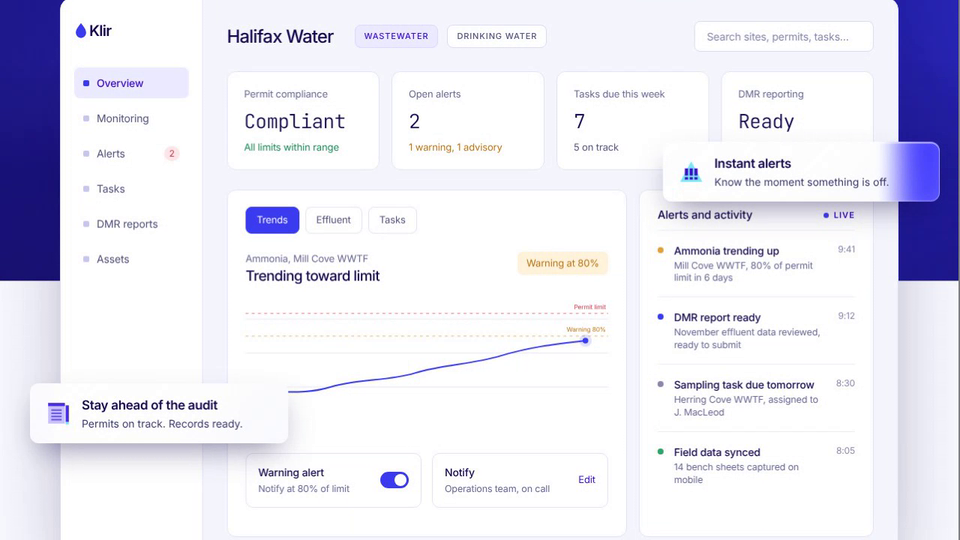 Klir
Overview
Monitoring
Alerts 2
Tasks
DMR reports
Assets
Halifax Water
WASTEWATER
DRINKING WATER
Search sites, permits, tasks...
Permit compliance
Compliant
All limits within range
Open alerts
2
1 warning, 1 advisory
Tasks due this week
7
5 on track
DMR reporting
Ready
Instant alerts
Know the moment something is off.
Trends
Effluent
Tasks
Ammonia, Mill Cove WWTF
Trending toward limit
Warning at 80%
Permit limit
Warning 80%
Stay ahead of the audit
Permits on track. Records ready.
Warning alert
Notify at 80% of limit
Notify
Operations team, on call
Edit
Alerts and activity
LIVE
Ammonia trending up 9:41
Mill Cove WWTF, 80% of permit
limit in 6 days
DMR report ready 9:12
November effluent data reviewed,
ready to submit
Sampling task due tomorrow 8:30
Herring Cove WWTF, assigned to
J. MacLeod
Field data synced 8:05
14 bench sheets captured on
mobile